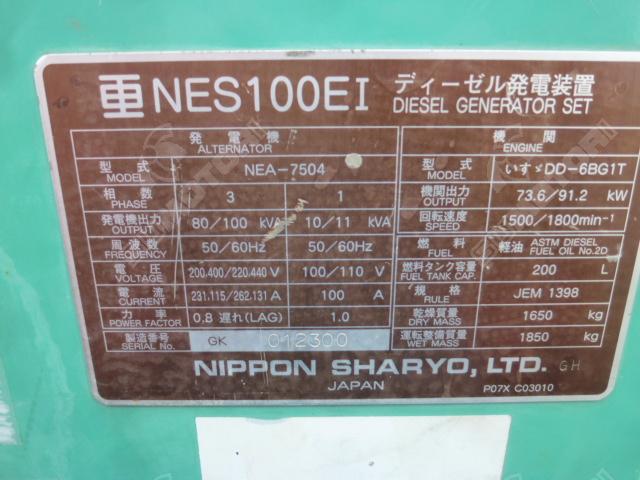 重 NES100EI ディーゼル発電装置
DIESEL GENERATOR SET
発電機
ALTERNATOR
型式
MODEL
NEA-7504
相数
PHASE
3 1
発電機出力
OUTPUT
80/100 kVA 10/11 kVA
周波数
FREQUENCY
50/60Hz 50/60Hz
電圧
VOLTAGE
200.400/220.440 V 100/110 V
電流
CURRENT
231.115/262.131 A 100 A
力率
POWER FACTOR
0.8 遅れ(LAG) 1.0
製造番号
SERIAL No.
GK 012300
機関
ENGINE
型式
MODEL
いすゞDD-6BG1T
機関出力
OUTPUT
73.6/91.2 kW
回転速度
SPEED
1500/1800min⁻¹
燃料
FUEL
軽油 ASTM DIESEL
FUEL OIL No.2D
燃料タンク容量
FUEL TANK CAP.
200 L
規格
RULE
JEM 1398
乾燥質量
DRY MASS
1650 kg
運転整備質量
WET MASS
1850 kg
NIPPON SHARYO, LTD. GH
JAPAN
P07X C03010